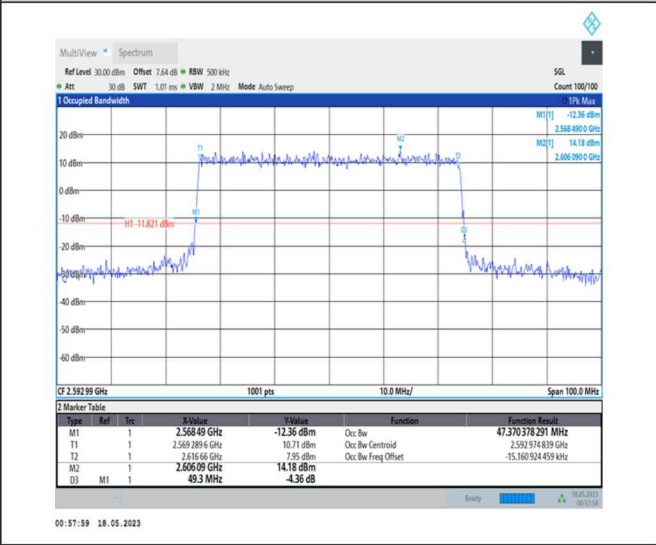 MultiView Spectrum
Ref Level 30.00 dBm Offset 7.64 dB RBW 500 kHz SGL
Att 30 dB SWT 1.01 ms VBW 2 MHz Mode Auto Sweep Count 100/100
1 Occupied Bandwidth 1Pk Max
M1[1] -12.36 dBm
2.568 490 0 GHz
M2[1] 14.18 dBm
2.606 090 0 GHz
20 dBm
M2
T1
T2
10 dBm
0 dBm
M1
-10 dBm
H1 -11.821 dBm
D3
-20 dBm
-30 dBm
-40 dBm
-50 dBm
-60 dBm
CF 2.592 99 GHz 1001 pts 10.0 MHz/ Span 100.0 MHz
2 Marker Table
Type Ref Trc X-Value Y-Value Function Function Result
M1 1 2.568 49 GHz -12.36 dBm Occ Bw 47.370 378 291 MHz
T1 1 2.569 289 6 GHz 10.71 dBm Occ Bw Centroid 2.592 974 839 GHz
T2 1 2.616 66 GHz 7.95 dBm Occ Bw Freq Offset -15.160 924 459 kHz
M2 1 2.606 09 GHz 14.18 dBm
D3 M1 1 49.3 MHz -4.36 dB
Ready 18.05.2023
00:57:58
00:57:59 18.05.2023